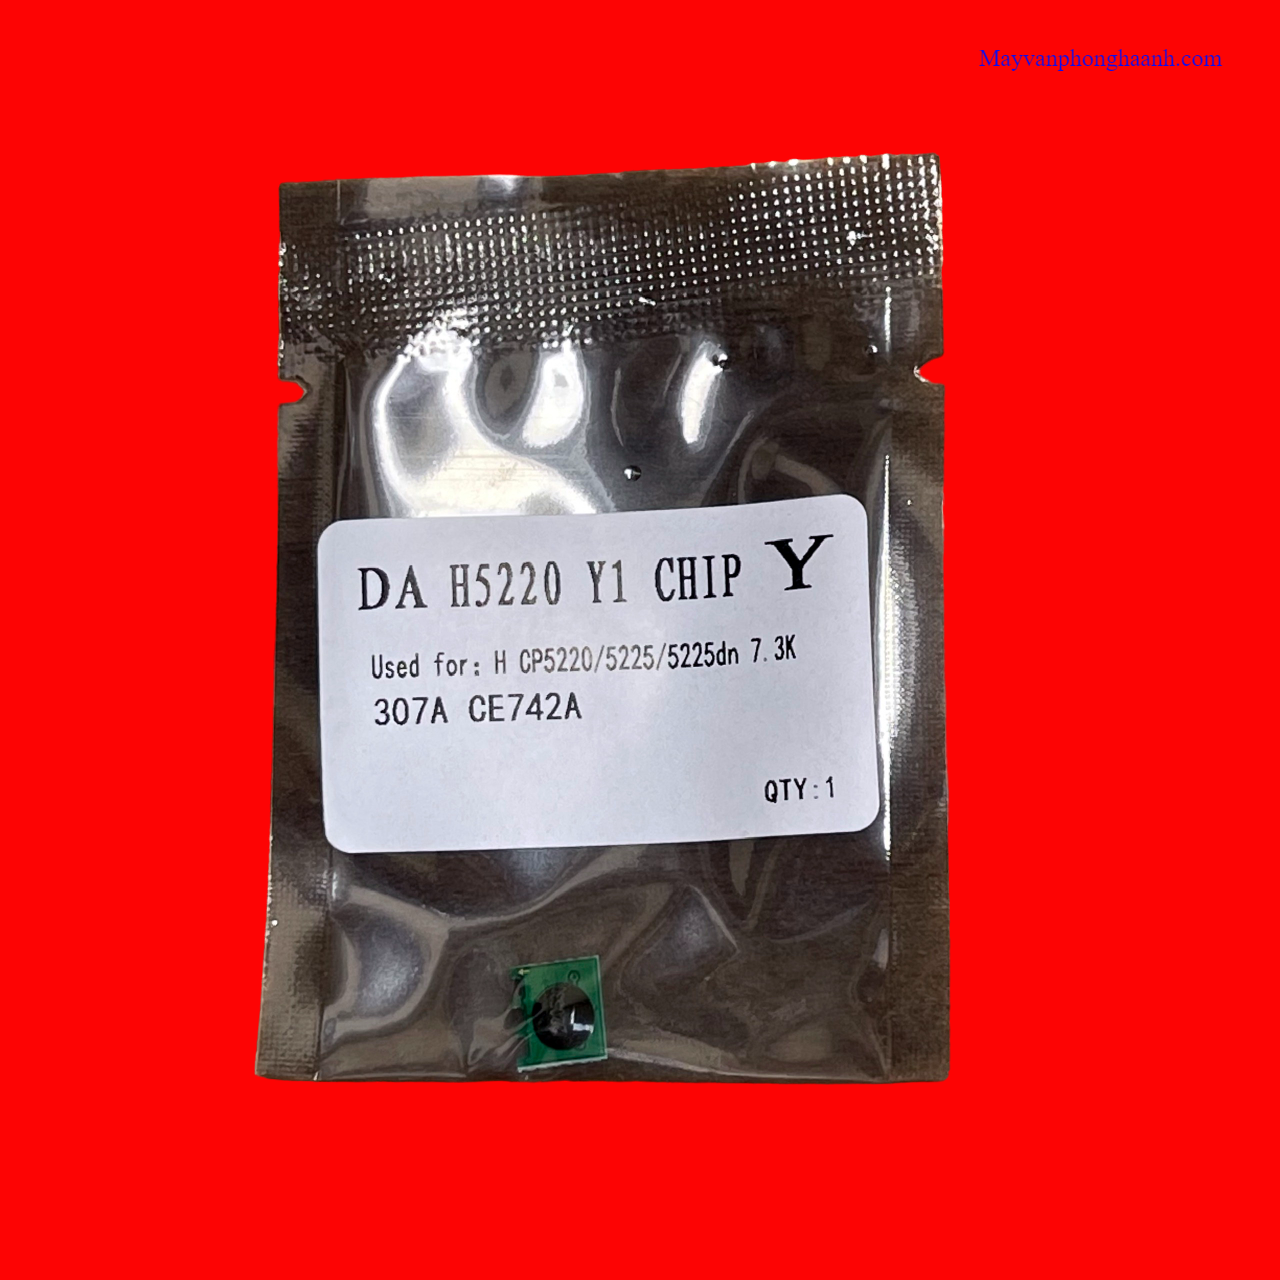 Mayvanphonghaanh.com
DA H5220 Y1 CHIP Y
Used for: H CP5220/5225/5225dn 7.3K
307A CE742A
QTY:1